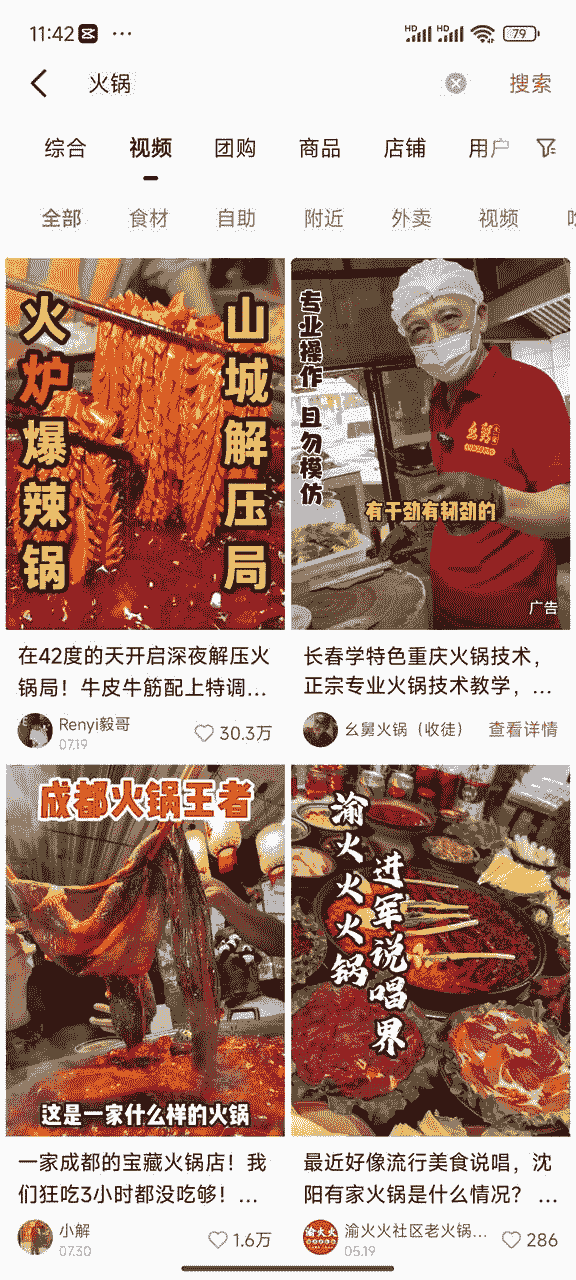 11:42
HD HD 79
火锅
搜索
综合 视频 团购 商品 店铺 用户
全部 食材 自助 附近 外卖 视频
火炉爆辣锅
山城解压局
专业操作 且勿模仿
幺舅
有干劲有韧劲的
广告
在42度的天开启深夜解压火
锅局！牛皮牛筋配上特调...
Renyi毅哥
07.19
30.3万
长春学特色重庆火锅技术，
正宗专业火锅技术教学，...
幺舅火锅（收徒）
查看详情
成都火锅王者
这是一家什么样的火锅
渝火火火锅
进军说唱界
一家成都的宝藏火锅店！我
们狂吃3小时都没吃够！...
小解
07.30
1.6万
最近好像流行美食说唱，沈
阳有家火锅是什么情况？ ...
渝火火
渝火火社区老火锅...
05.19
286